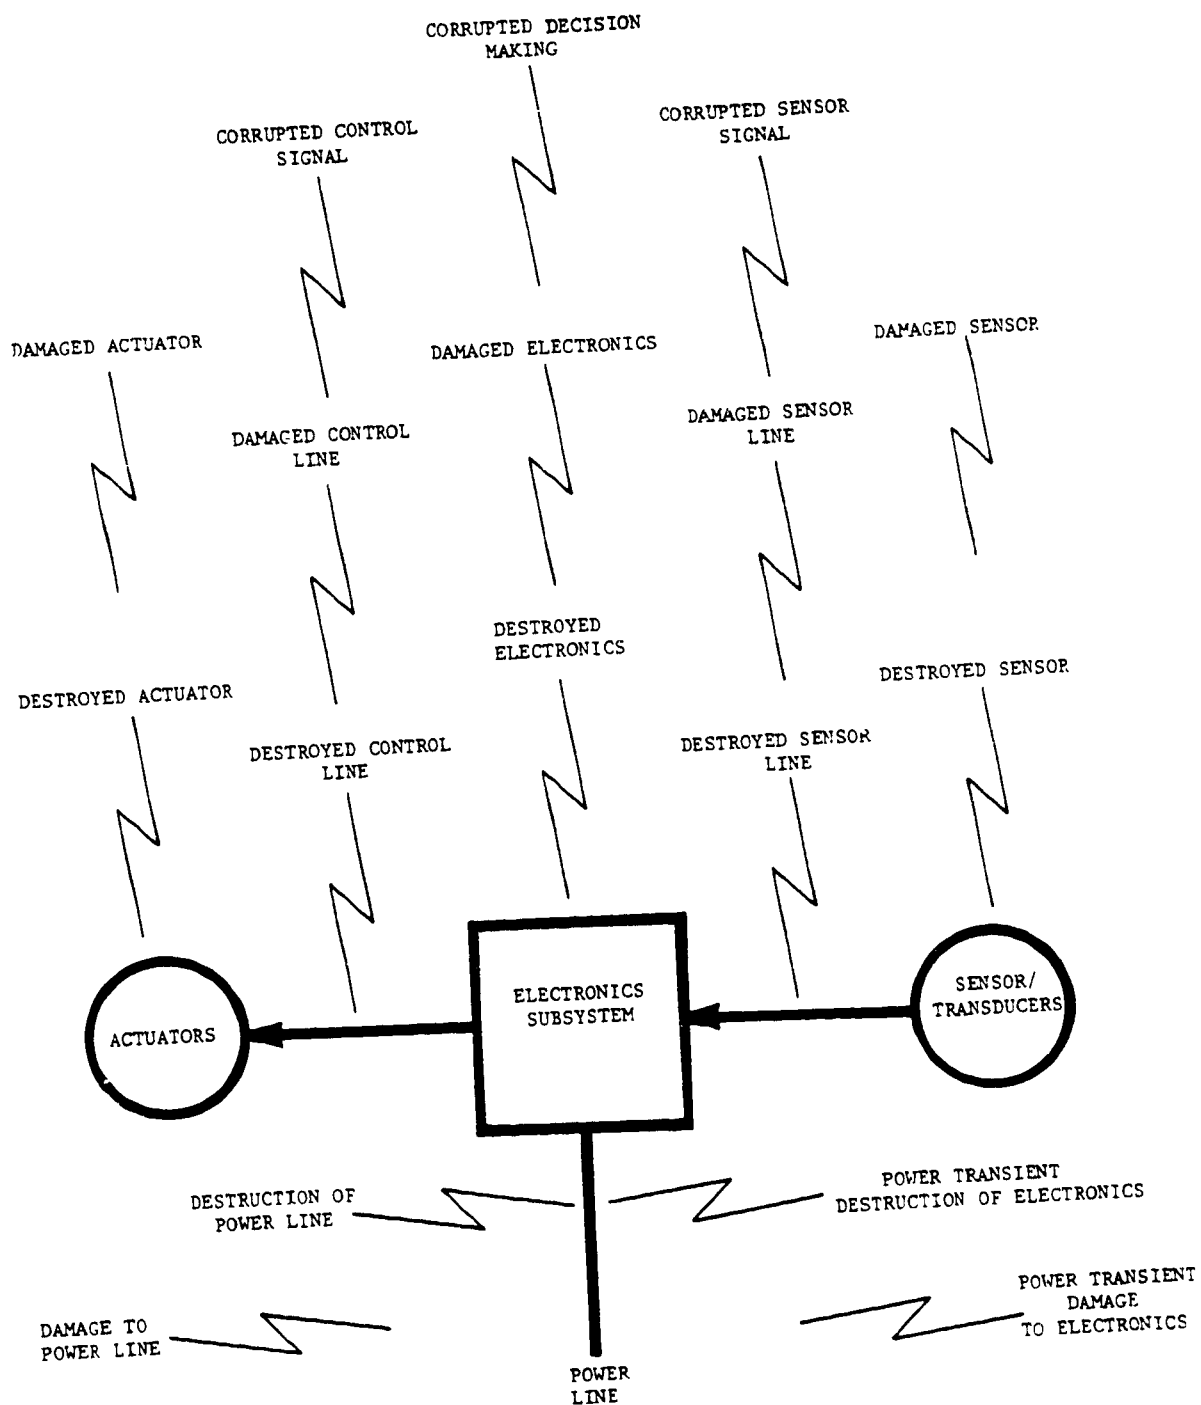 CORRUPTED DECISION
MAKING
CORRUPTED CONTROL
SIGNAL
CORRUPTED SENSOR
SIGNAL
DAMAGED ACTUATOR
DAMAGED ELECTRONICS
DAMAGED SENSOR
DAMAGED CONTROL
LINE
DAMAGED SENSOR
LINE
DESTROYED
ELECTRONICS
DESTROYED ACTUATOR
DESTROYED SENSOR
DESTROYED CONTROL
LINE
DESTROYED SENSOR
LINE
ACTUATORS
ELECTRONICS
SUBSYSTEM
SENSOR/
TRANSDUCERS
DESTRUCTION OF
POWER LINE
POWER TRANSIENT
DESTRUCTION OF ELECTRONICS
DAMAGE TO
POWER LINE
POWER TRANSIENT
DAMAGE
TO ELECTRONICS
POWER
LINE